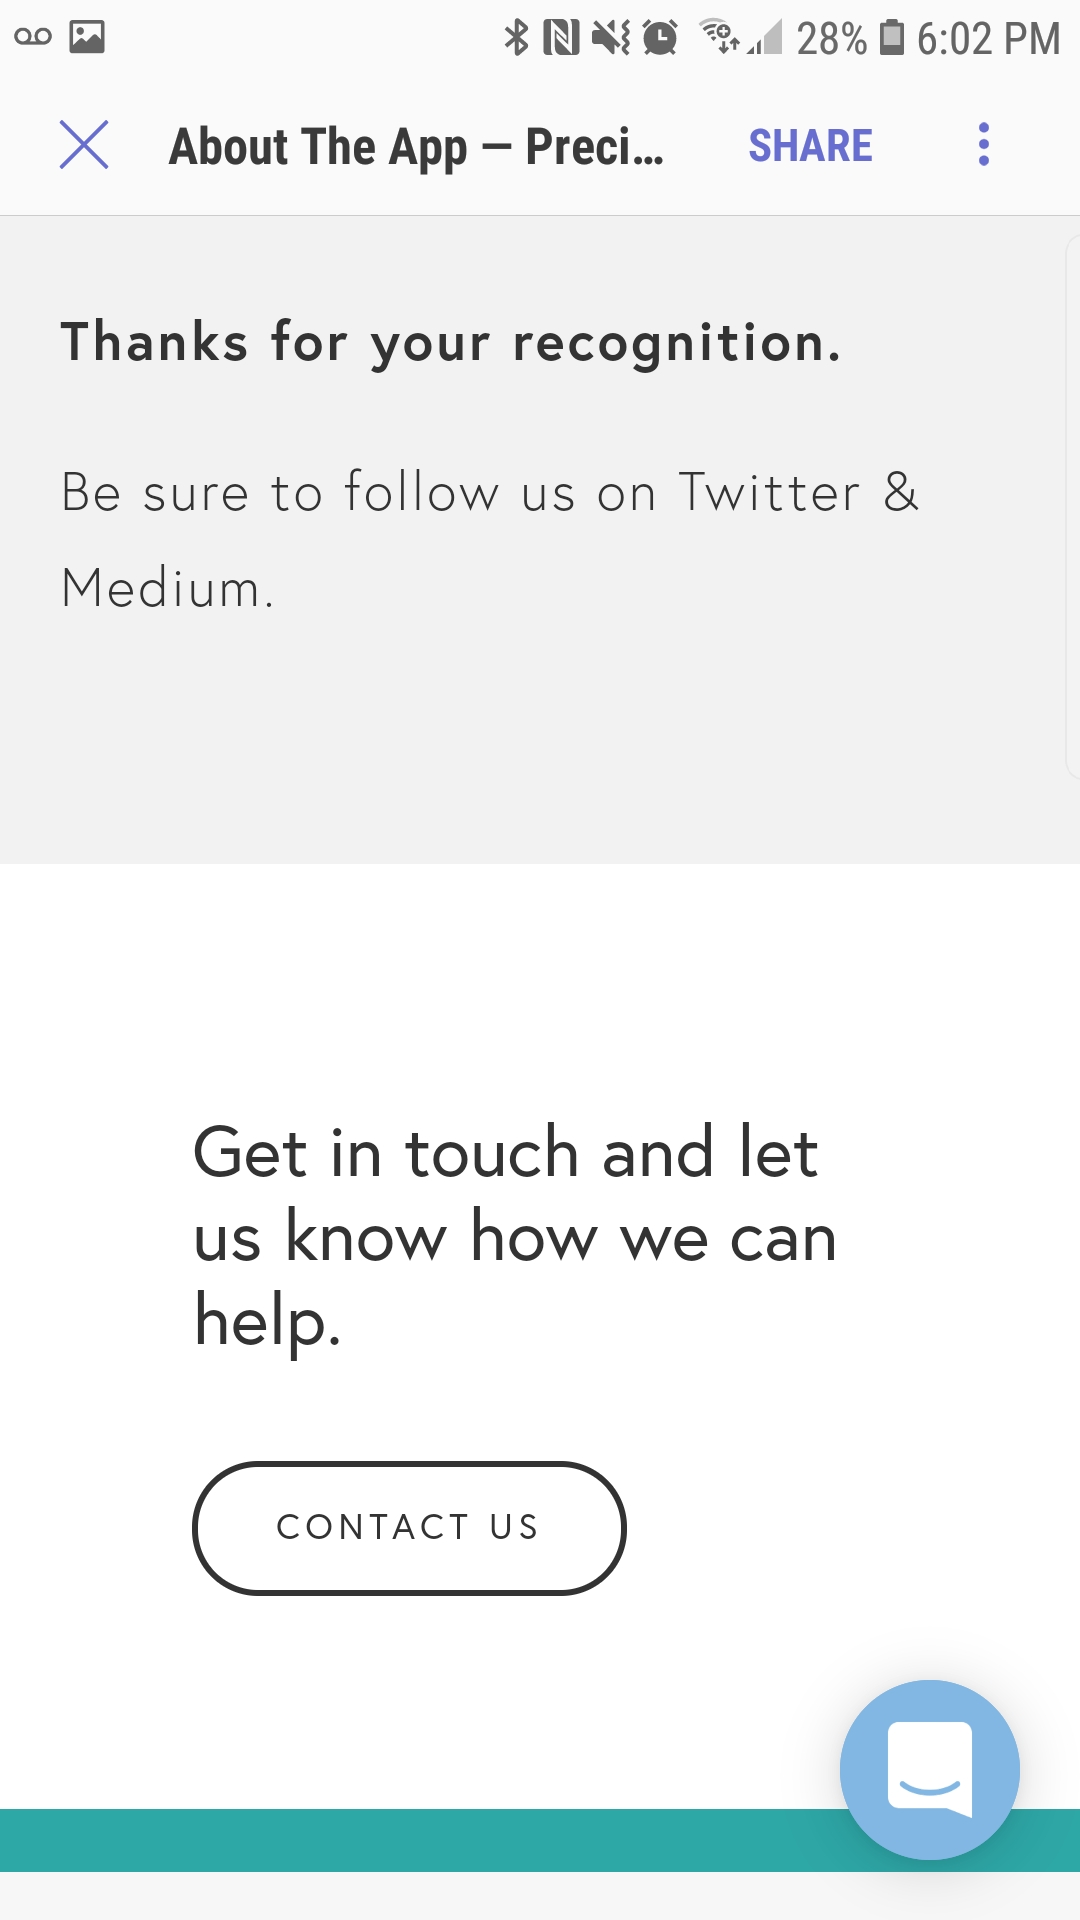 28% 6:02 PM
About The App — Preci... SHARE
Thanks for your recognition.
Be sure to follow us on Twitter &
Medium.
Get in touch and let
us know how we can
help.
CONTACT US